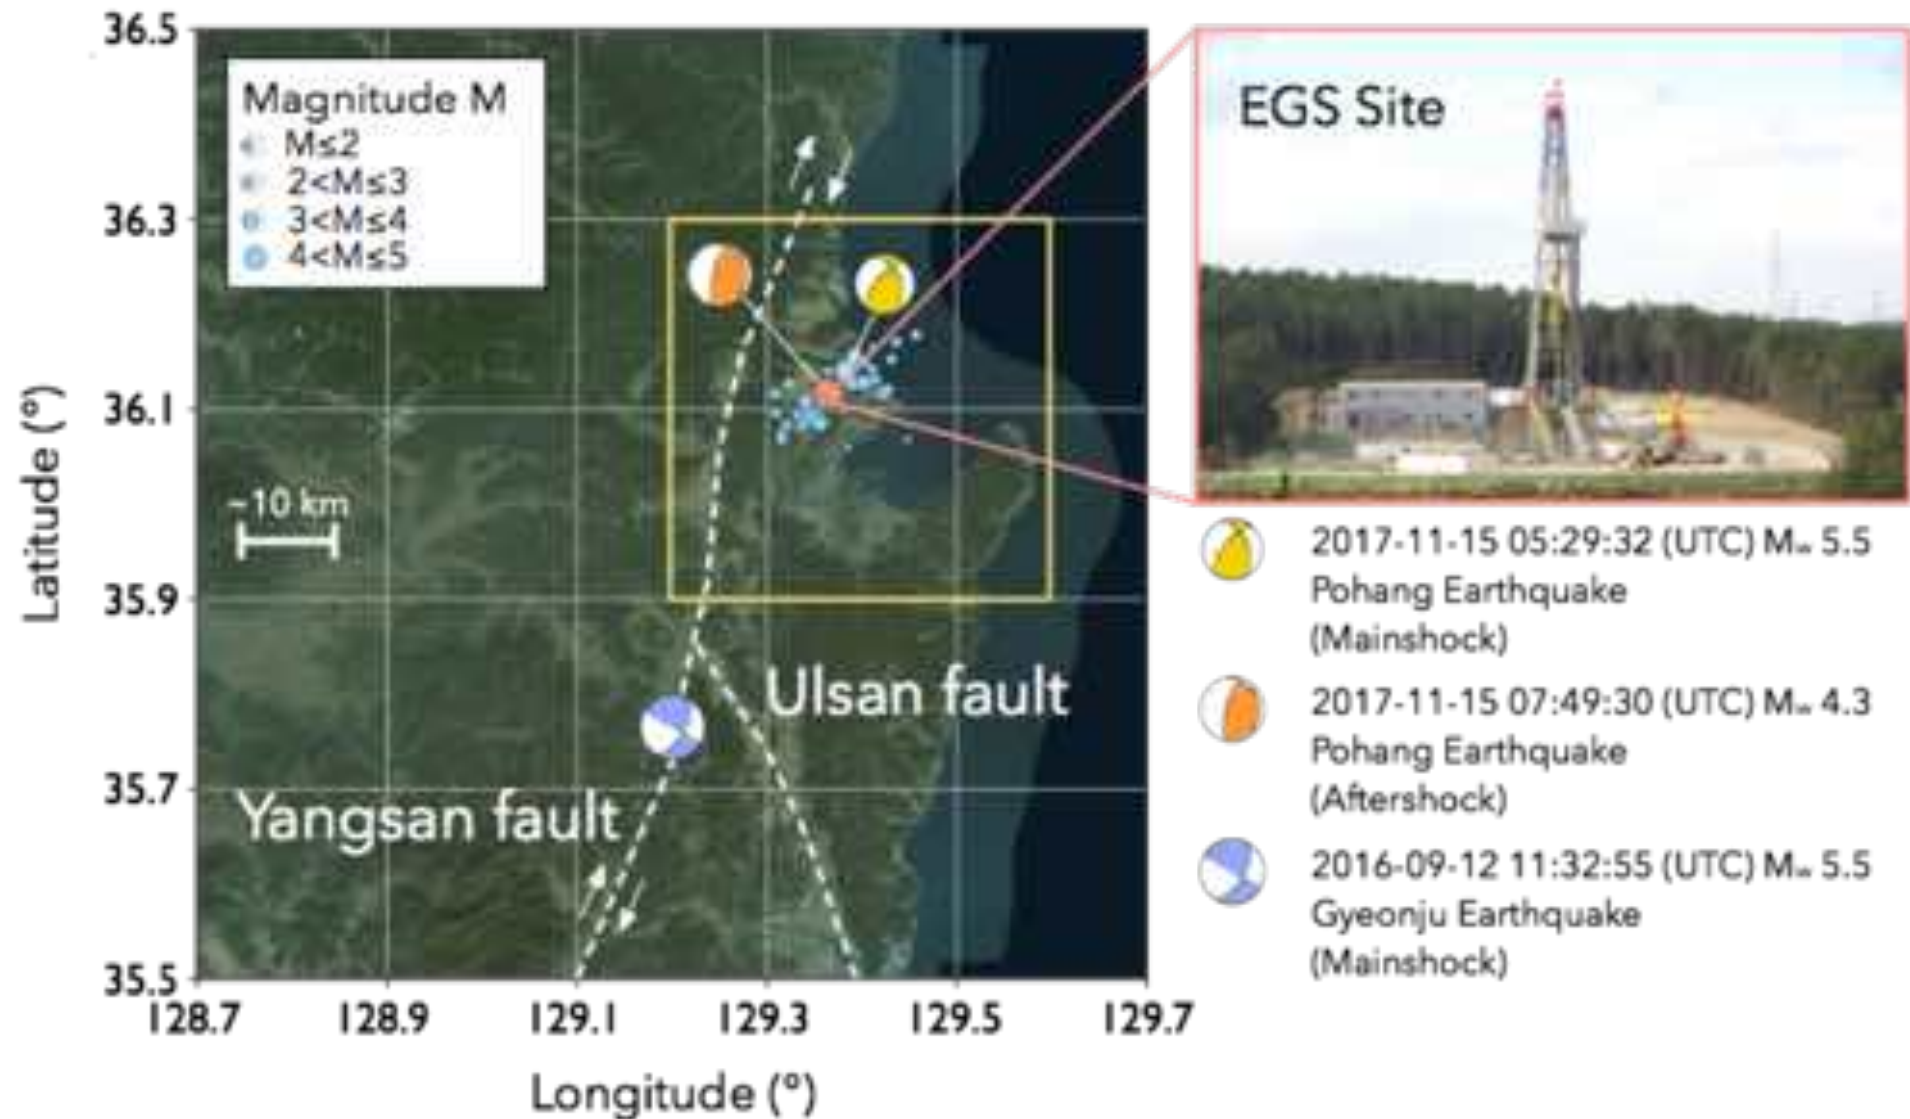 36.5
36.3
36.1
35.9
35.7
35.5
Latitude (°)
Magnitude M
M≤2
2<M≤3
3<M≤4
4<M≤5
~10 km
Ulsan fault
Yangsan fault
128.7
128.9
129.1
129.3
129.5
129.7
Longitude (°)
EGS Site
2017-11-15 05:29:32 (UTC) Mw 5.5
Pohang Earthquake
(Mainshock)
2017-11-15 07:49:30 (UTC) Mw 4.3
Pohang Earthquake
(Aftershock)
2016-09-12 11:32:55 (UTC) Mw 5.5
Gyeonju Earthquake
(Mainshock)